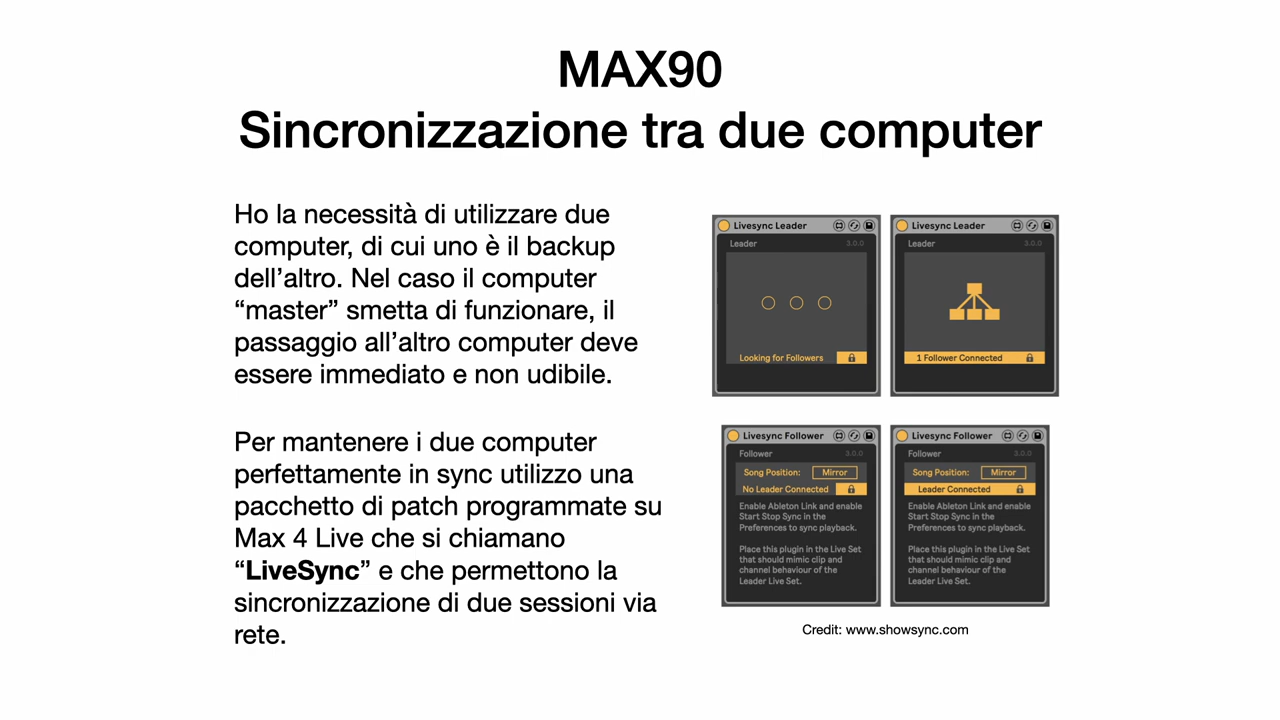 MAX90
Sincronizzazione tra due computer
Ho la necessità di utilizzare due
computer, di cui uno è il backup
dell’altro. Nel caso il computer
“master” smetta di funzionare, il
passaggio all’altro computer deve
essere immediato e non udibile.
Per mantenere i due computer
perfettamente in sync utilizzo una
pacchetto di patch programmate su
Max 4 Live che si chiamano
“LiveSync” e che permettono la
sincronizzazione di due sessioni via
rete.
Livesync Leader
Leader 3.0.0
Looking for Followers
Livesync Leader
Leader 3.0.0
1 Follower Connected
Livesync Follower
Follower 3.0.0
Song Position: Mirror
No Leader Connected
Enable Ableton Link and enable
Start Stop Sync in the
Preferences to sync playback.
Place this plugin in the Live Set
that should mimic clip and
channel behaviour of the
Leader Live Set.
Livesync Follower
Follower 3.0.0
Song Position: Mirror
Leader Connected
Enable Ableton Link and enable
Start Stop Sync in the
Preferences to sync playback.
Place this plugin in the Live Set
that should mimic clip and
channel behaviour of the
Leader Live Set.
Credit: www.showsync.com